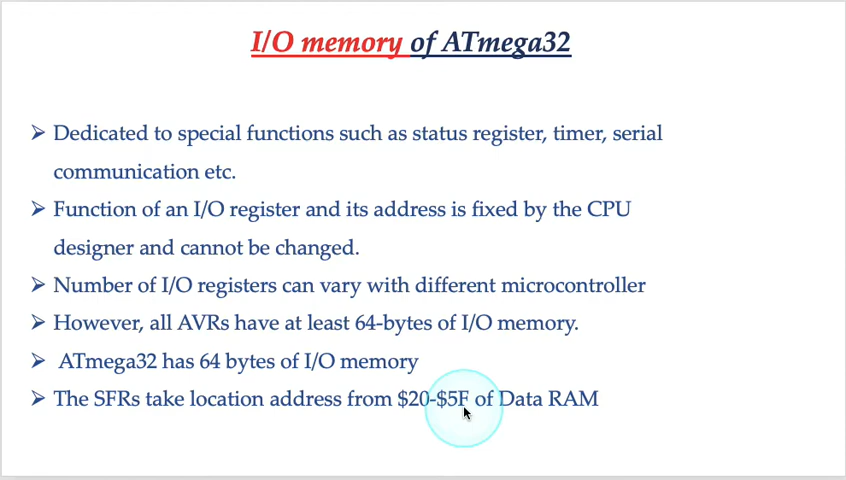 I/O memory of ATmega32
➢ Dedicated to special functions such as status register, timer, serial
communication etc.
➢ Function of an I/O register and its address is fixed by the CPU
designer and cannot be changed.
➢ Number of I/O registers can vary with different microcontroller
➢ However, all AVRs have at least 64-bytes of I/O memory.
➢ ATmega32 has 64 bytes of I/O memory
➢ The SFRs take location address from $20-$5F of Data RAM